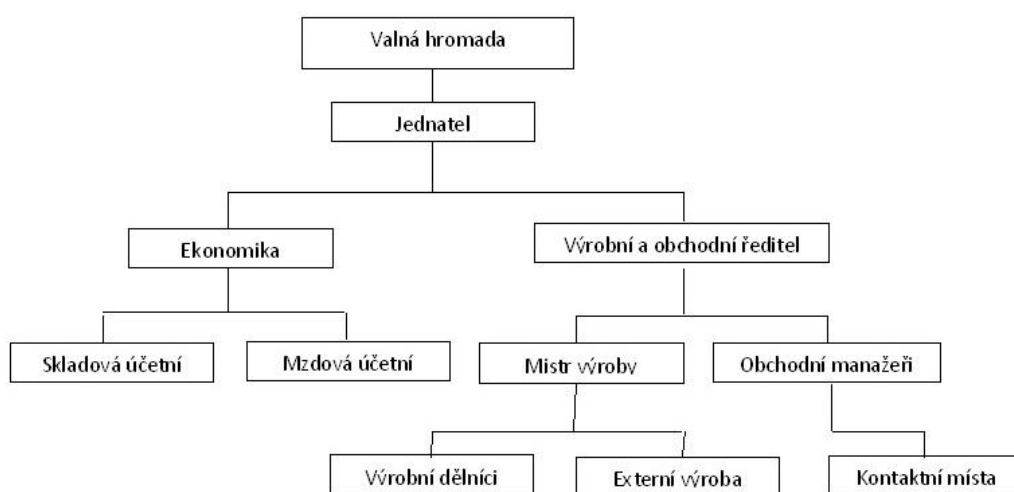 Valná hromada
Jednatel
Ekonomika
Výrobní a obchodní ředitel
Skladová účetní
Mzdová účetní
Mistr výroby
Obchodní manažeři
Výrobní dělníci
Externí výroba
Kontaktní místa